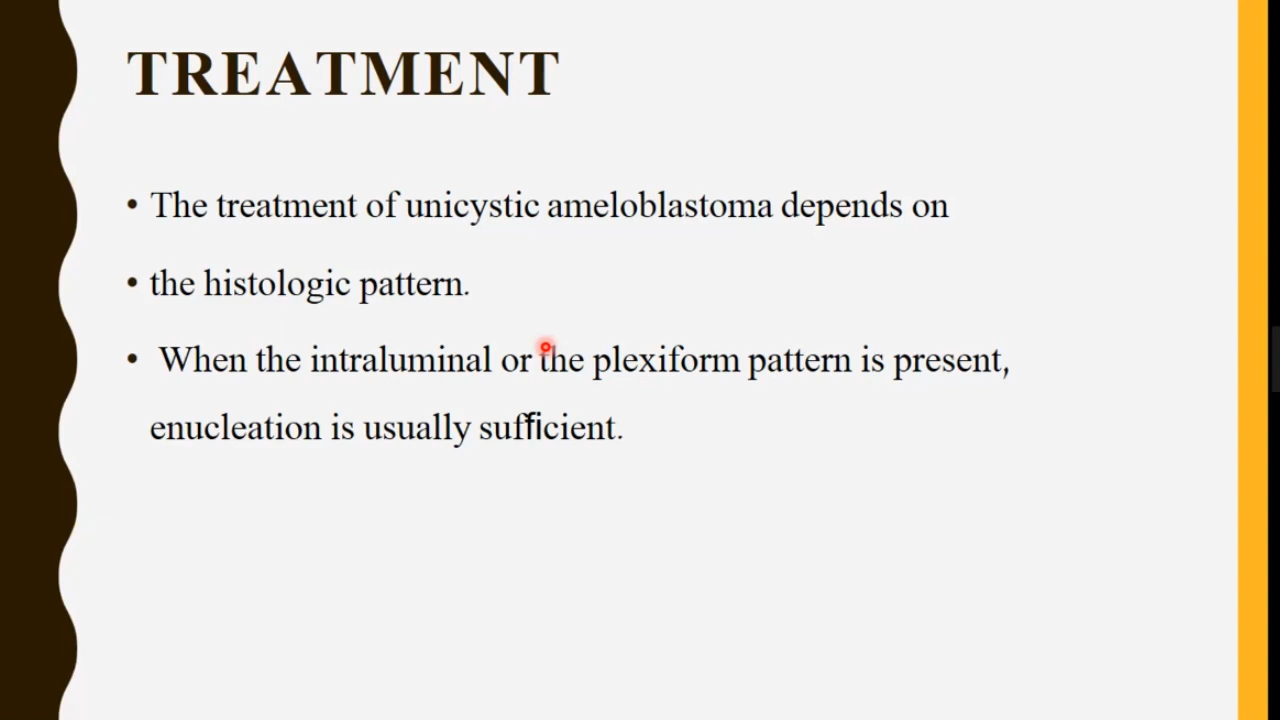 TREATMENT
• The treatment of unicystic ameloblastoma depends on
• the histologic pattern.
• When the intraluminal or the plexiform pattern is present,
enucleation is usually sufficient.